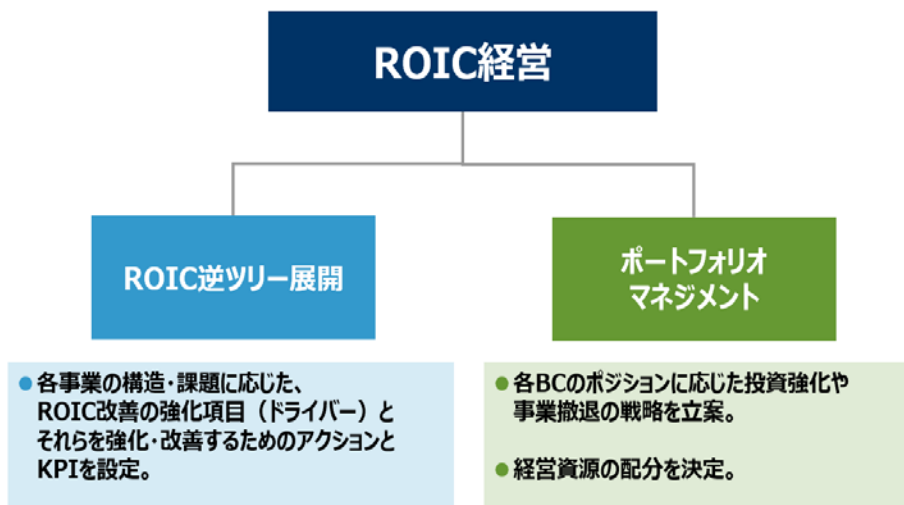 ROIC経営
ROIC逆ツリー展開
ポートフォリオ
マネジメント
●各事業の構造・課題に応じた、
ROIC改善の強化項目（ドライバー）と
それらを強化・改善するためのアクションと
KPIを設定。
●各BCのポジションに応じた投資強化や
事業撤退の戦略を立案。
●経営資源の配分を決定。